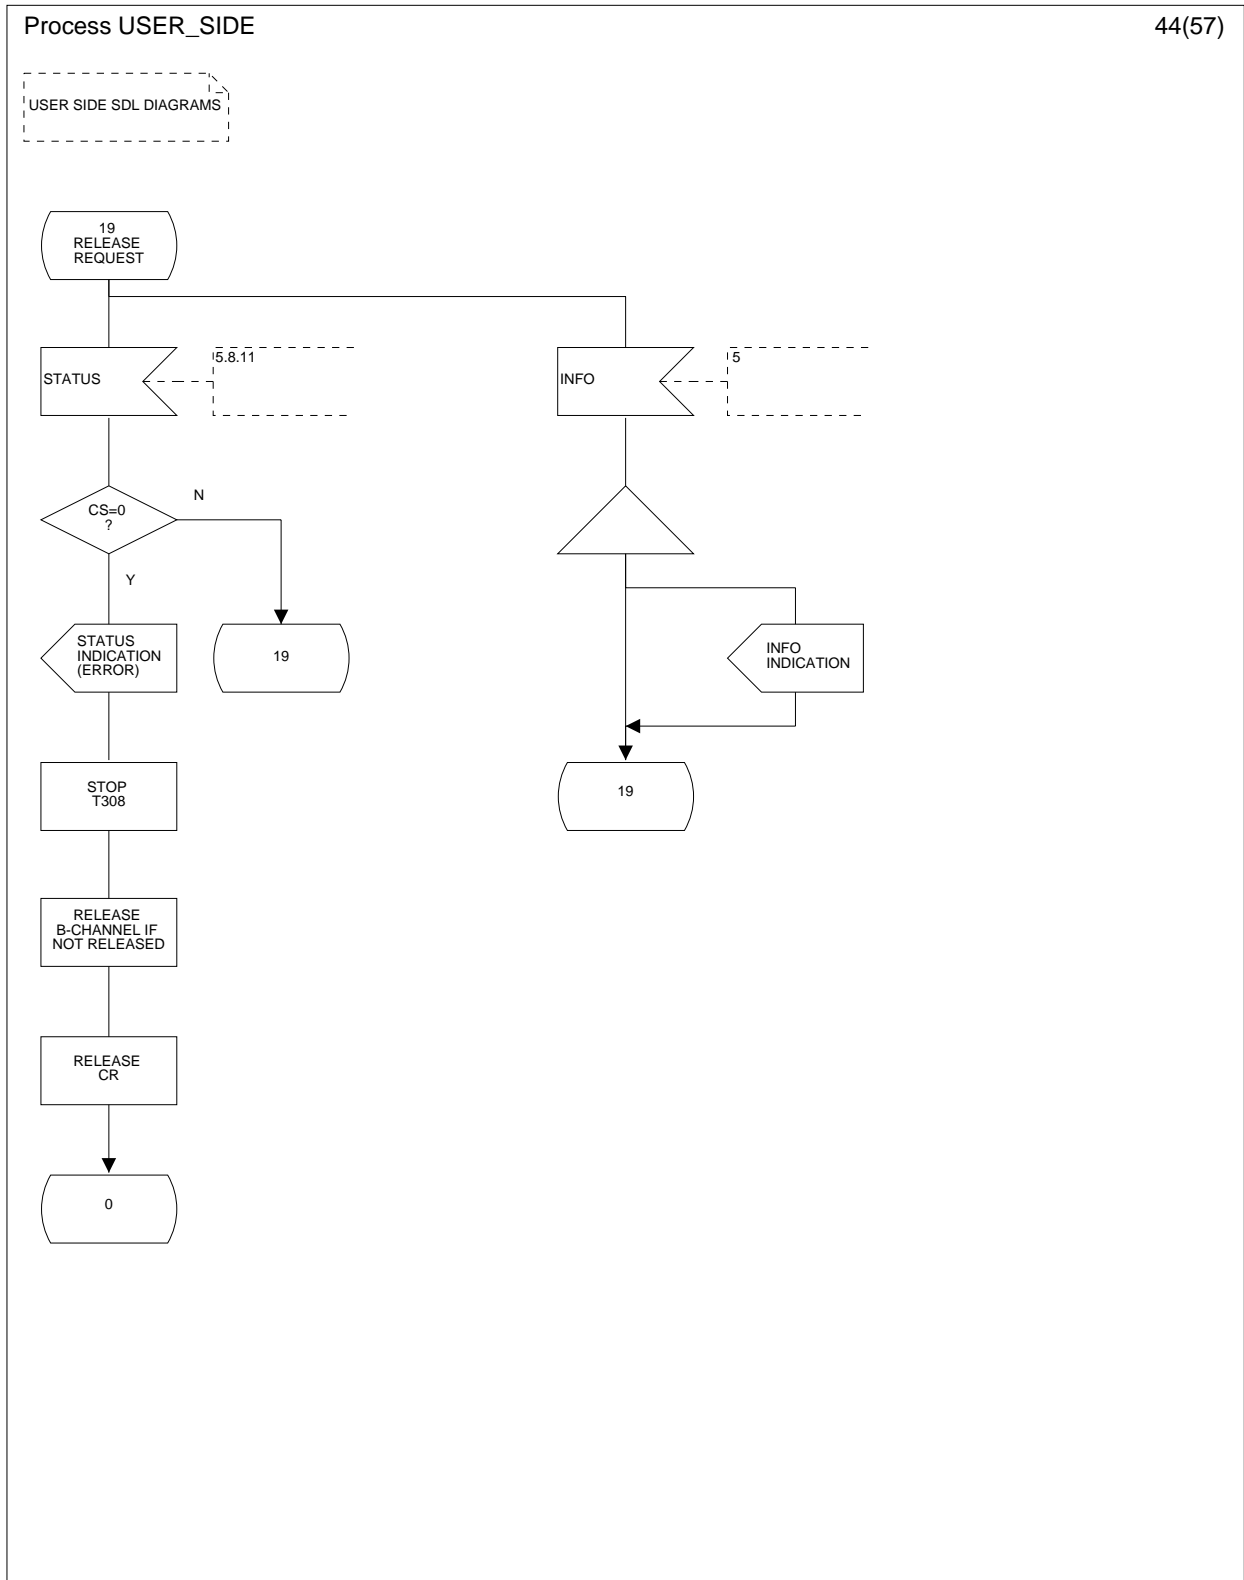 Process USER_SIDE
44(57)
USER SIDE SDL DIAGRAMS
19
RELEASE
REQUEST
STATUS
5.8.11
INFO
5
CS=0
?
N
Y
STATUS
INDICATION
(ERROR)
19
INFO
INDICATION
STOP
T308
19
RELEASE
B-CHANNEL IF
NOT RELEASED
RELEASE
CR
0